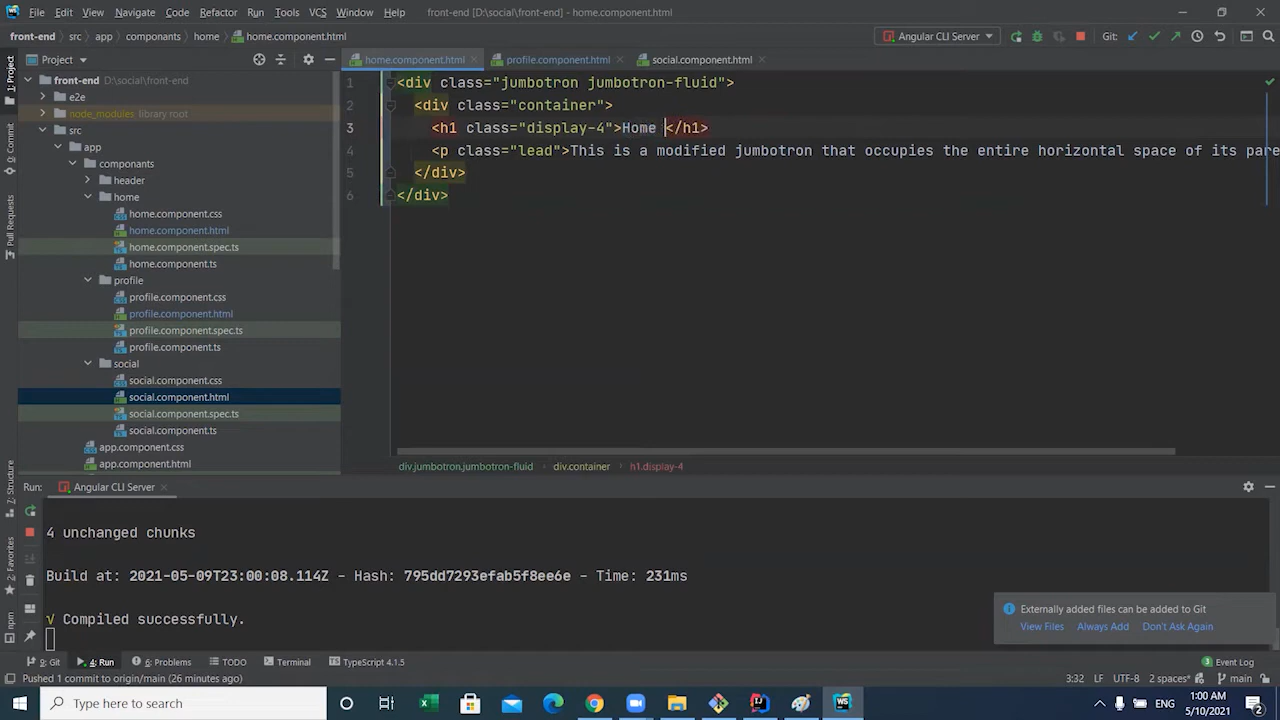 WS File Edit View Navigate Code Refactor Run Tools VCS Window Help front-end [D:\social\front-end] - home.component.html
front-end src app componants home home.component.html Angular CLI Server Git:
1: Project
Commit
Pull Requests
7: Structure
2: Favorites
npm
Project
home.component.html profile.component.html social.component.html
front-end D:\social\front-end
e2e
node_modules library root
src
app
componants
header
home
home.component.css
home.component.html
home.component.spec.ts
home.component.ts
profile
profile.component.css
profile.component.html
profile.component.spec.ts
profile.component.ts
social
social.component.css
social.component.html
social.component.spec.ts
social.component.ts
app.component.css
app.component.html
1 <div class="jumbotron jumbotron-fluid">
2 <div class="container">
3 <h1 class="display-4">Home </h1>
4 <p class="lead">This is a modified jumbotron that occupies the entire horizontal space of its pare
5 </div>
6 </div>
div.jumbotron.jumbotron-fluid div.container h1.display-4
Run: Angular CLI Server
4 unchanged chunks
Build at: 2021-05-09T23:00:08.114Z - Hash: 795dd7293efab5f8ee6e - Time: 231ms
√ Compiled successfully.
Externally added files can be added to Git
View Files Always Add Don't Ask Again
9: Git 4: Run 6: Problems TODO Terminal TypeScript 4.1.5 Event Log
Pushed 1 commit to origin/main (26 minutes ago) 3:32 LF UTF-8 2 spaces* main
Type here to search ENG 1:00 AM
5/10/2021